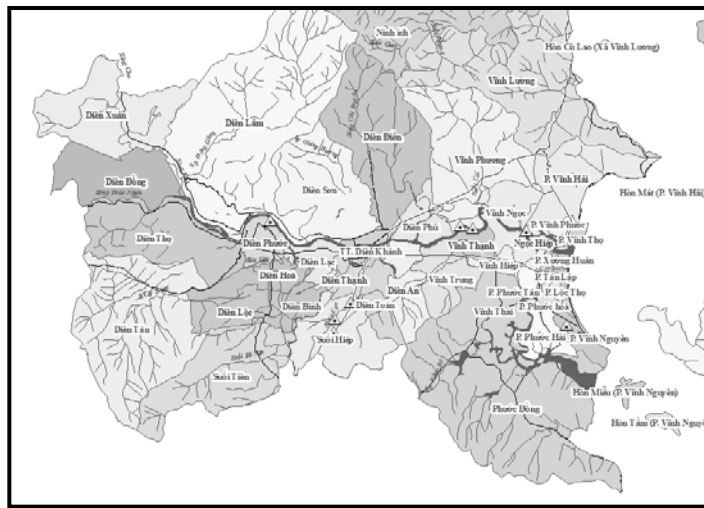 Ninh ích
Hòn Cù Lao (Xã Vĩnh Lương)
Vĩnh Lương
Diên Xuân
Diên Lâm
Diên Điền
Vĩnh Phương
Diên Đồng
P. Vĩnh Hải
Diên Sơn
Hòn Mát (P. Vĩnh Hải)
Vĩnh Ngọc
Diên Phú
P. Vĩnh Phước
Diên Thọ
Diên Phước
Vĩnh Thạnh
Ngọc Hiệp
P. Vĩnh Thọ
TT. Diên Khánh
Diên Lạc
P. Xương Huân
Vĩnh Hiệp
Diên Hoà
Diên Thạnh
Vĩnh Trung
P. Tân Lập
Diên An
P. Phước Tân
P. Lộc Thọ
Diên Lộc
Diên Bình
Diên Toàn
P. Phước hoà
Vĩnh Thái
Diên Tân
Suối Hiệp
P. Phước Hải
P. Vĩnh Nguyên
Suối Tiên
Hòn Miễu (P. Vĩnh Nguyên)
Phước Đồng
Hòn Tằm (P. Vĩnh Nguy